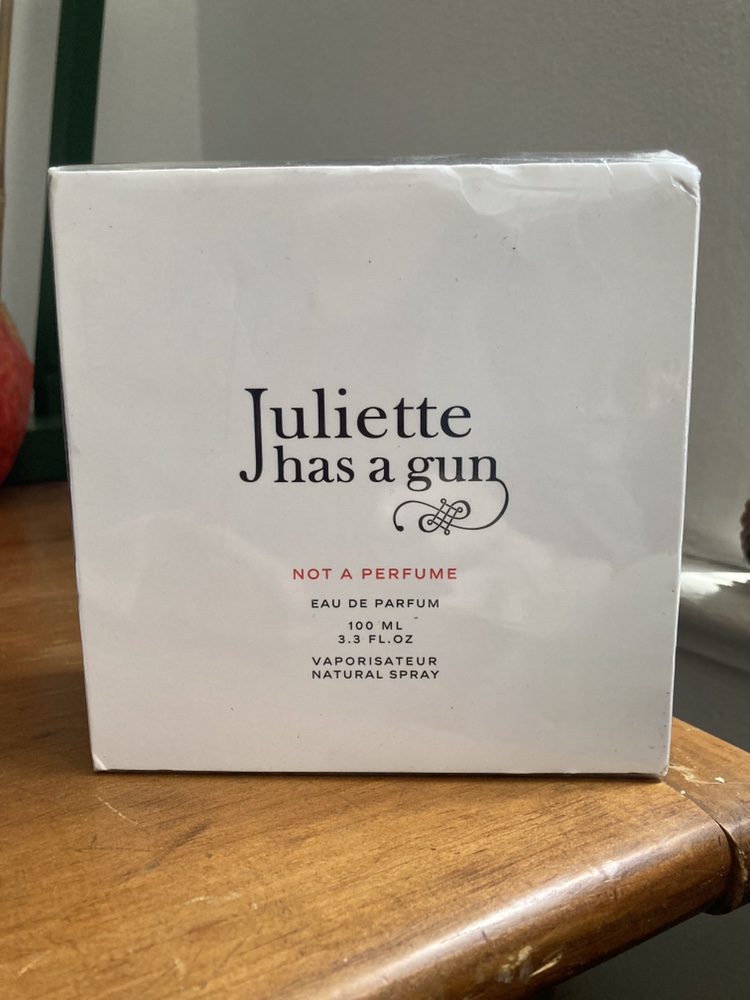 Juliette
has a gun
NOT A PERFUME
EAU DE PARFUM
100 ML
3.3 FL.OZ
VAPORISATEUR
NATURAL SPRAY